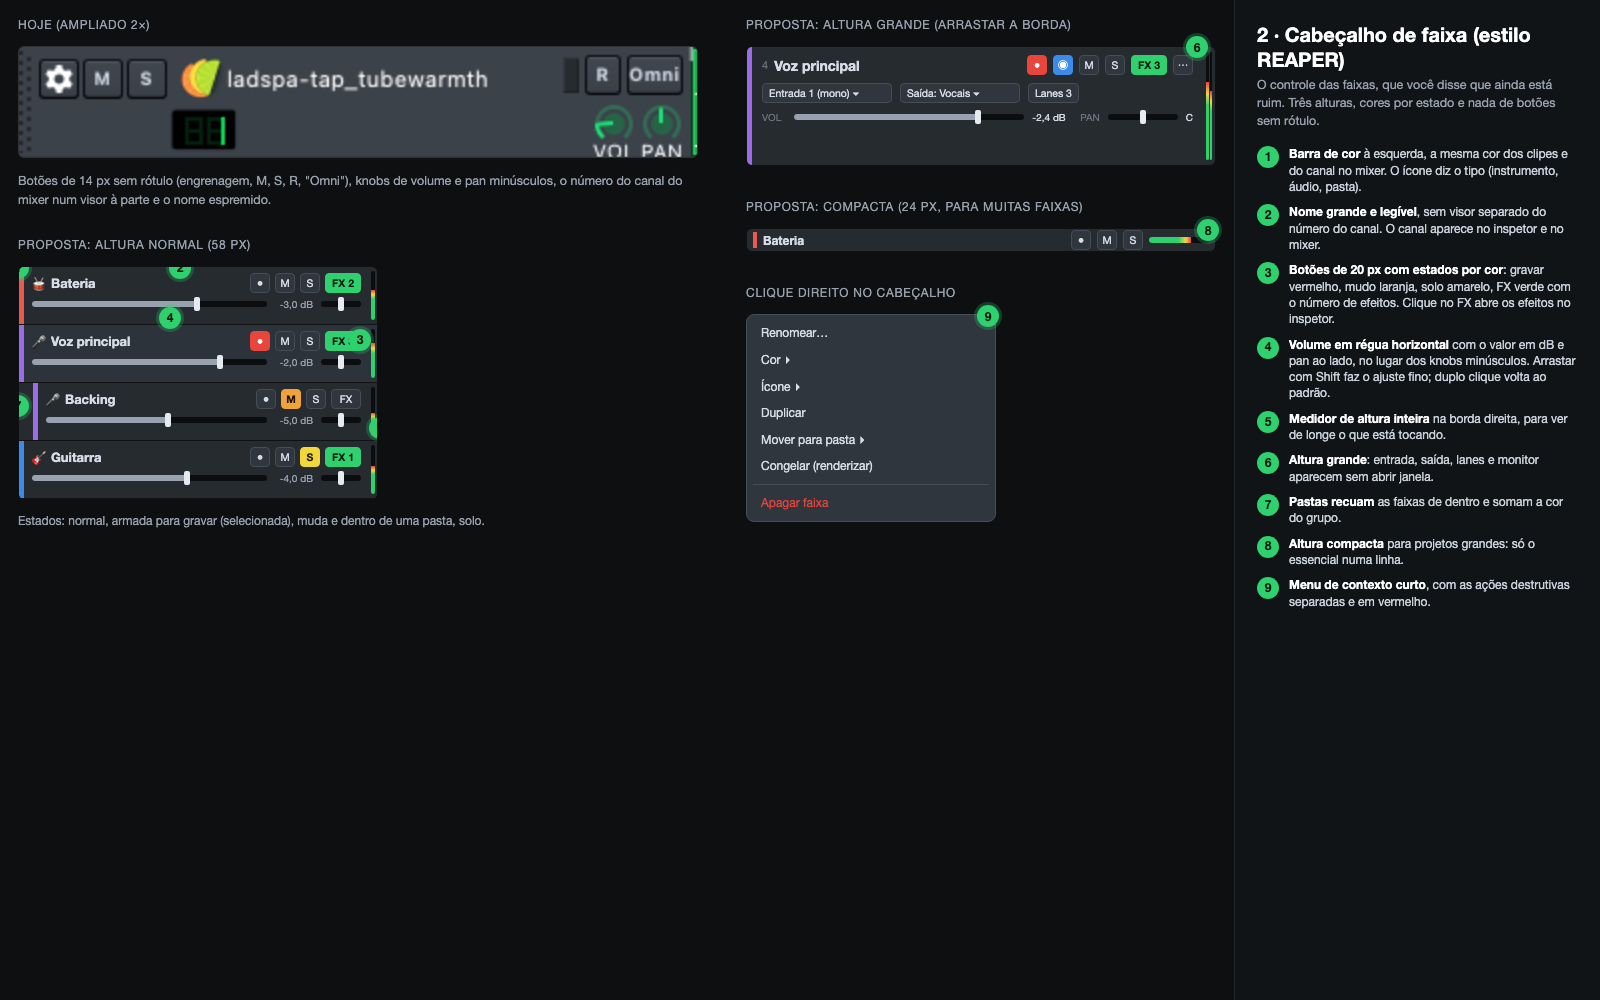 HOJE (AMPLIADO 2×)
M
S
ladspa-tap_tubewarmth
R
Omni
1
VOL PAN
Botões de 14 px sem rótulo (engrenagem, M, S, R, "Omni"), knobs de volume e pan minúsculos, o número do canal do
mixer num visor à parte e o nome espremido.
PROPOSTA: ALTURA NORMAL (58 PX)
2
Bateria
M
S
FX 2
-3,0 dB
4
Voz principal
M
S
FX
3
-2,0 dB
Backing
M
S
FX
-5,0 dB
Guitarra
M
S
FX 1
-4,0 dB
Estados: normal, armada para gravar (selecionada), muda e dentro de uma pasta, solo.
PROPOSTA: ALTURA GRANDE (ARRASTAR A BORDA)
6
4 Voz principal
M
S
FX 3
...
Entrada 1 (mono)
Saída: Vocais
Lanes 3
VOL
-2,4 dB
PAN
C
PROPOSTA: COMPACTA (24 PX, PARA MUITAS FAIXAS)
Bateria
M
S
8
CLIQUE DIREITO NO CABEÇALHO
9
Renomear...
Cor
Ícone
Duplicar
Mover para pasta
Congelar (renderizar)
Apagar faixa
2 · Cabeçalho de faixa (estilo
REAPER)
O controle das faixas, que você disse que ainda está
ruim. Três alturas, cores por estado e nada de botões
sem rótulo.
1 Barra de cor à esquerda, a mesma cor dos clipes e
do canal no mixer. O ícone diz o tipo (instrumento,
áudio, pasta).
2 Nome grande e legível, sem visor separado do
número do canal. O canal aparece no inspetor e no
mixer.
3 Botões de 20 px com estados por cor: gravar
vermelho, mudo laranja, solo amarelo, FX verde com
o número de efeitos. Clique no FX abre os efeitos no
inspetor.
4 Volume em régua horizontal com o valor em dB e
pan ao lado, no lugar dos knobs minúsculos. Arrastar
com Shift faz o ajuste fino; duplo clique volta ao
padrão.
5 Medidor de altura inteira na borda direita, para ver
de longe o que está tocando.
6 Altura grande: entrada, saída, lanes e monitor
aparecem sem abrir janela.
7 Pastas recuam as faixas de dentro e somam a cor
do grupo.
8 Altura compacta para projetos grandes: só o
essencial numa linha.
9 Menu de contexto curto, com as ações destrutivas
separadas e em vermelho.